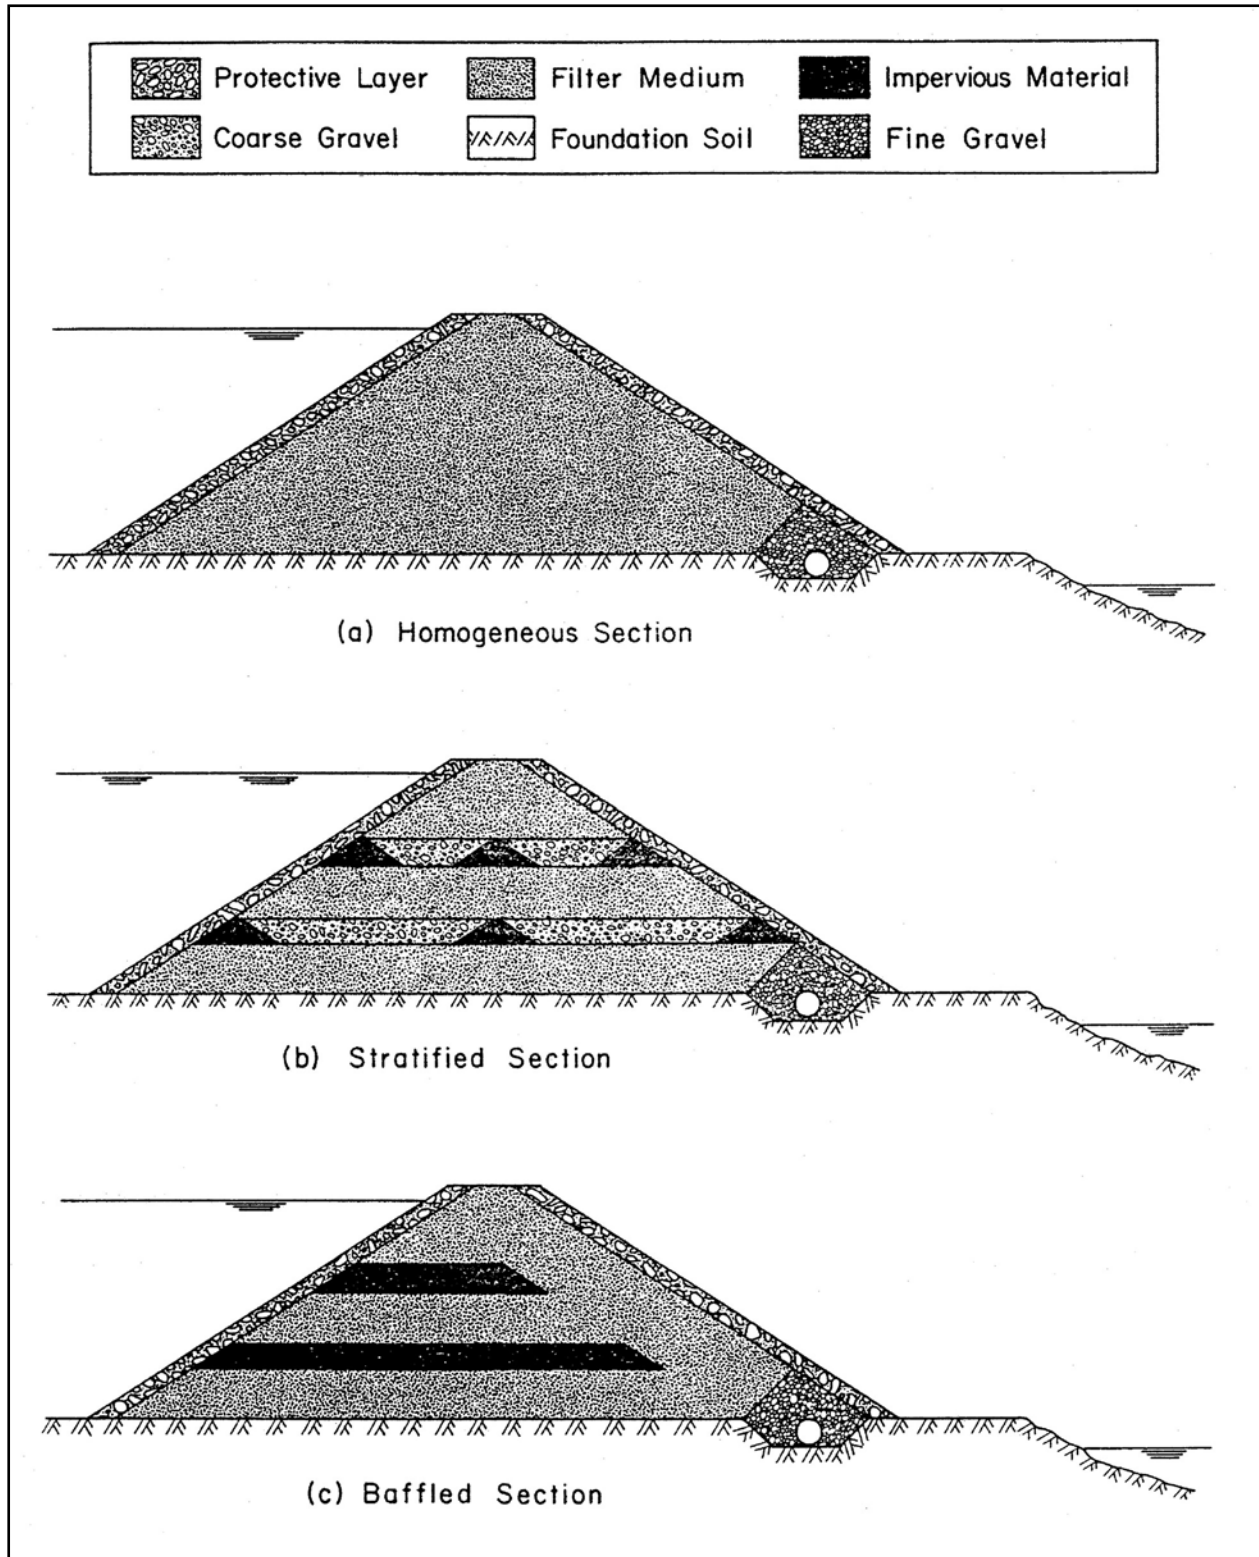 Protective Layer Filter Medium Impervious Material
Coarse Gravel Foundation Soil Fine Gravel
(a) Homogeneous Section
(b) Stratified Section
(c) Baffled Section